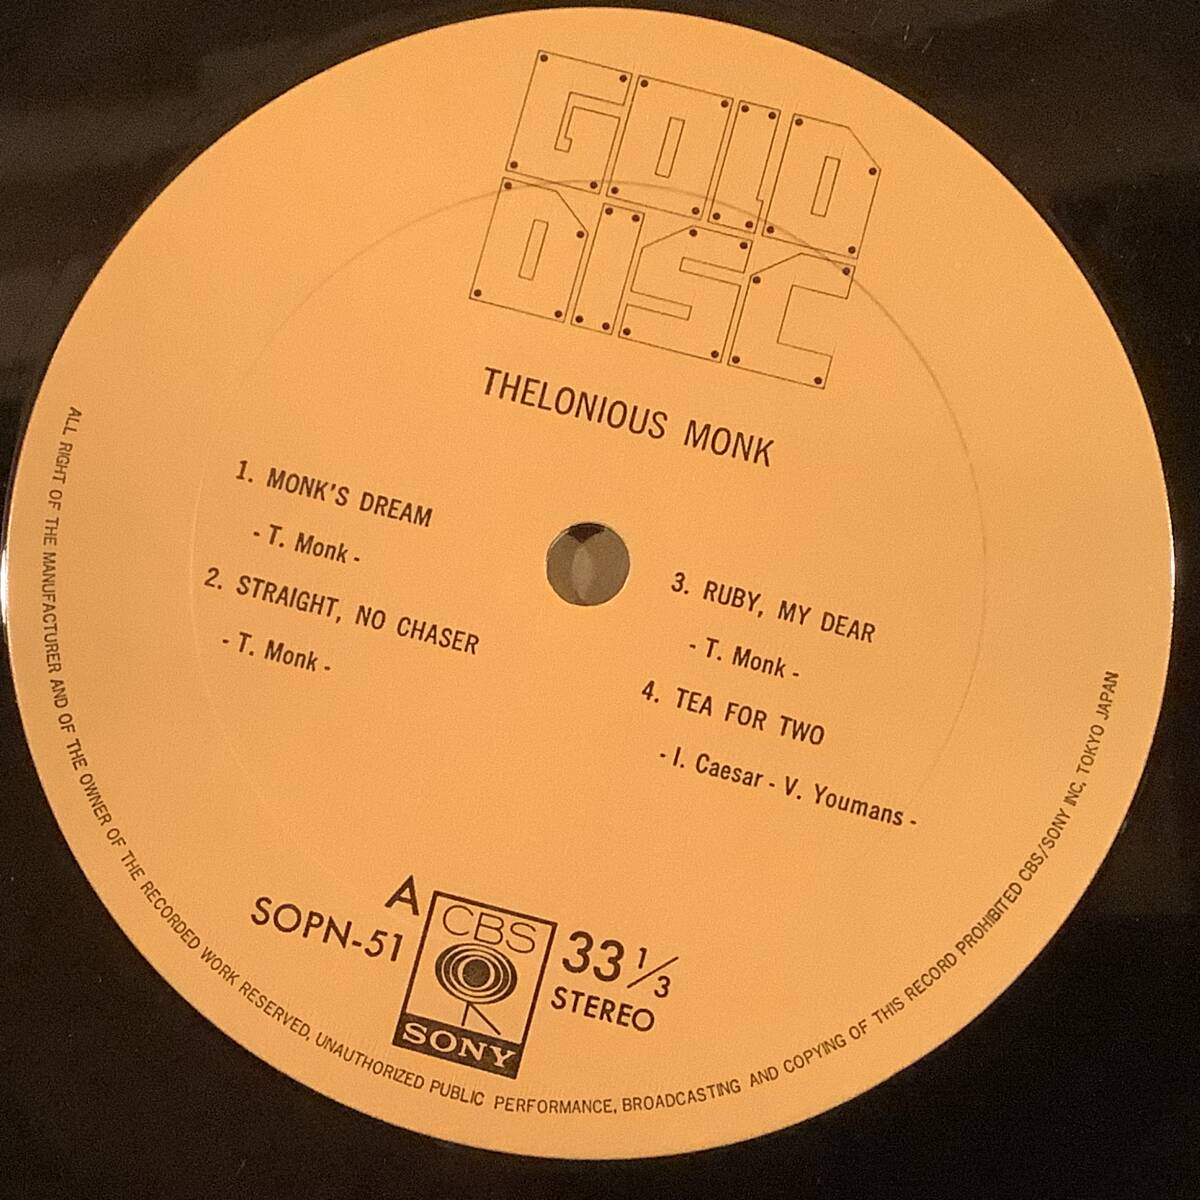 GOLD
DISC
THELONIOUS MONK
1. MONK'S DREAM
- T. Monk -
2. STRAIGHT, NO CHASER
- T. Monk -
3. RUBY, MY DEAR
- T. Monk -
4. TEA FOR TWO
- I. Caesar - V. Youmans -
A
SOPN-51
CBS
SONY
33 1/3
STEREO
ALL RIGHT OF THE MANUFACTURER AND OF THE OWNER OF THE RECORDED WORK RESERVED, UNAUTHORIZED PUBLIC PERFORMANCE, BROADCASTING AND COPYING OF THIS RECORD PROHIBITED CBS/SONY INC. TOKYO JAPAN